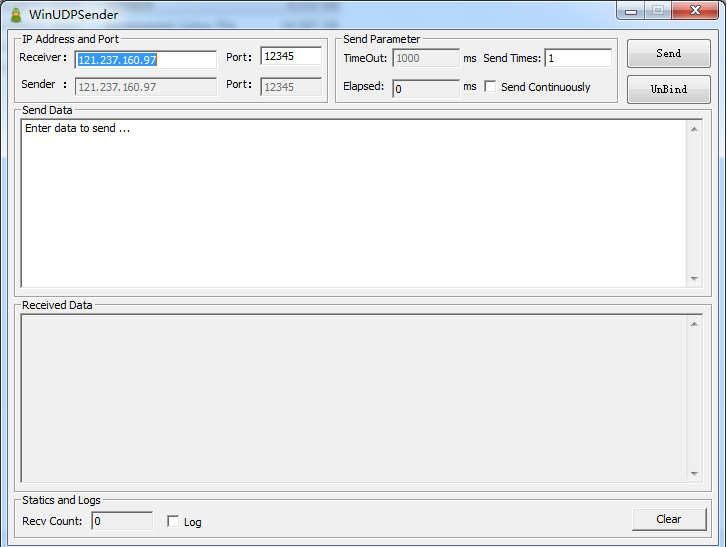 WinUDPSender
IP Address and Port
Receiver: 121.237.160.97 Port: 12345
Sender : 121.237.160.97 Port: 12345
Send Parameter
TimeOut: 1000 ms Send Times: 1
Elapsed: 0 ms Send Continuously
Send
UnBind
Send Data
Enter data to send ...
Received Data
Statics and Logs
Recv Count: 0 Log
Clear